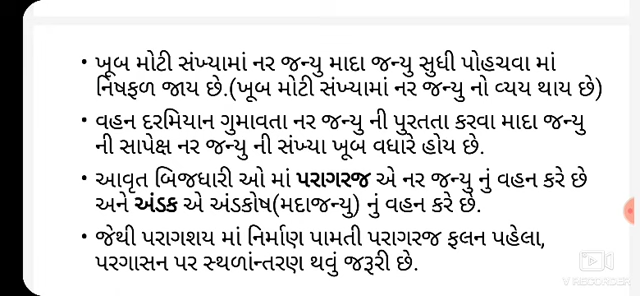 • ખૂબ મોટી સંખ્યામાં નર જન્યુ માદા જન્યુ સુધી પોહચવા માં
નિષફળ જાય છે.(ખૂબ મોટી સંખ્યામાં નર જન્યુ નો વ્યય થાય છે)
• વહન દરમિયાન ગુમાવતા નર જન્યુ ની પુરતતા કરવા માદા જન્યુ
ની સાપેક્ષ નર જન્યુ ની સંખ્યા ખૂબ વધારે હોય છે.
• આવૃત બિજધારી ઓ માં પરાગરજ એ નર જન્યુ નું વહન કરે છે
અને અંડક એ અંડકોષ(મદાજન્યુ) નું વહન કરે છે.
• જેથી પરાગશય માં નિર્માણ પામતી પરાગરજ ફલન પહેલા,
પરગાસન પર સ્થળાંન્તરણ થવું જરૂરી છે.
V RECORDER